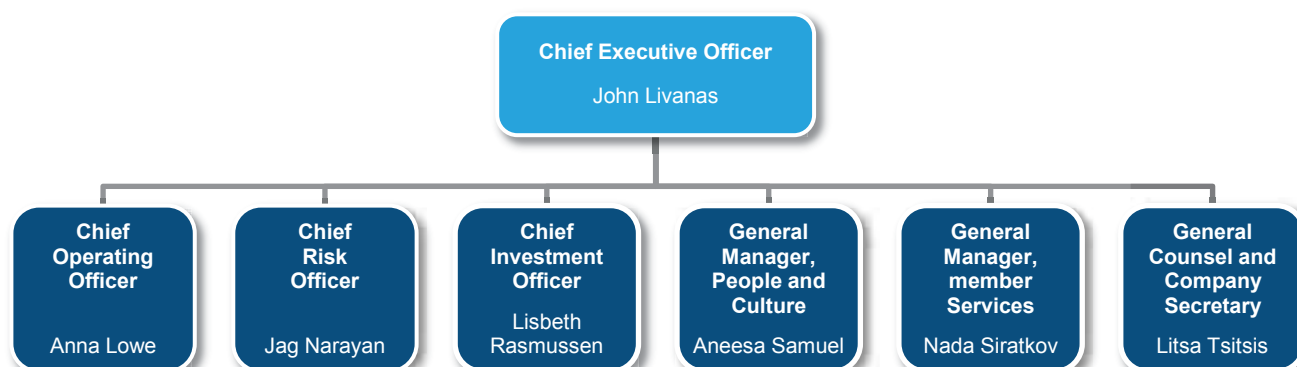 Chief Executive Officer
John Livanas
Chief
Operating
Officer
Anna Lowe
Chief
Risk
Officer
Jag Narayan
Chief
Investment
Officer
Lisbeth
Rasmussen
General
Manager,
People and
Culture
Aneesa Samuel
General
Manager,
member
Services
Nada Siratkov
General
Counsel and
Company
Secretary
Litsa Tsitsis